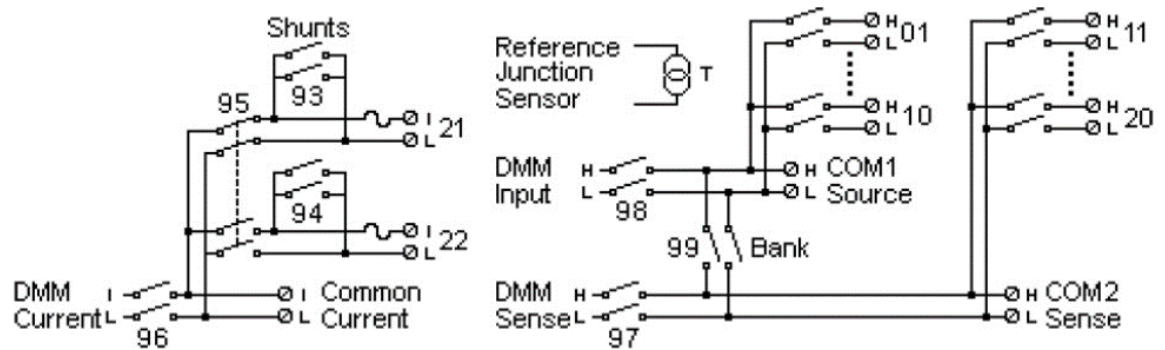 Shunts
93
95
I 21
L
94
I 22
L
DMM I
Current L
96
I Common
L Current
Reference
Junction
Sensor
T
H 01
L
H 10
L
H 11
L
H 20
L
DMM H
Input L
98
H COM1
L Source
99 Bank
DMM H
Sense L
97
H COM2
L Sense